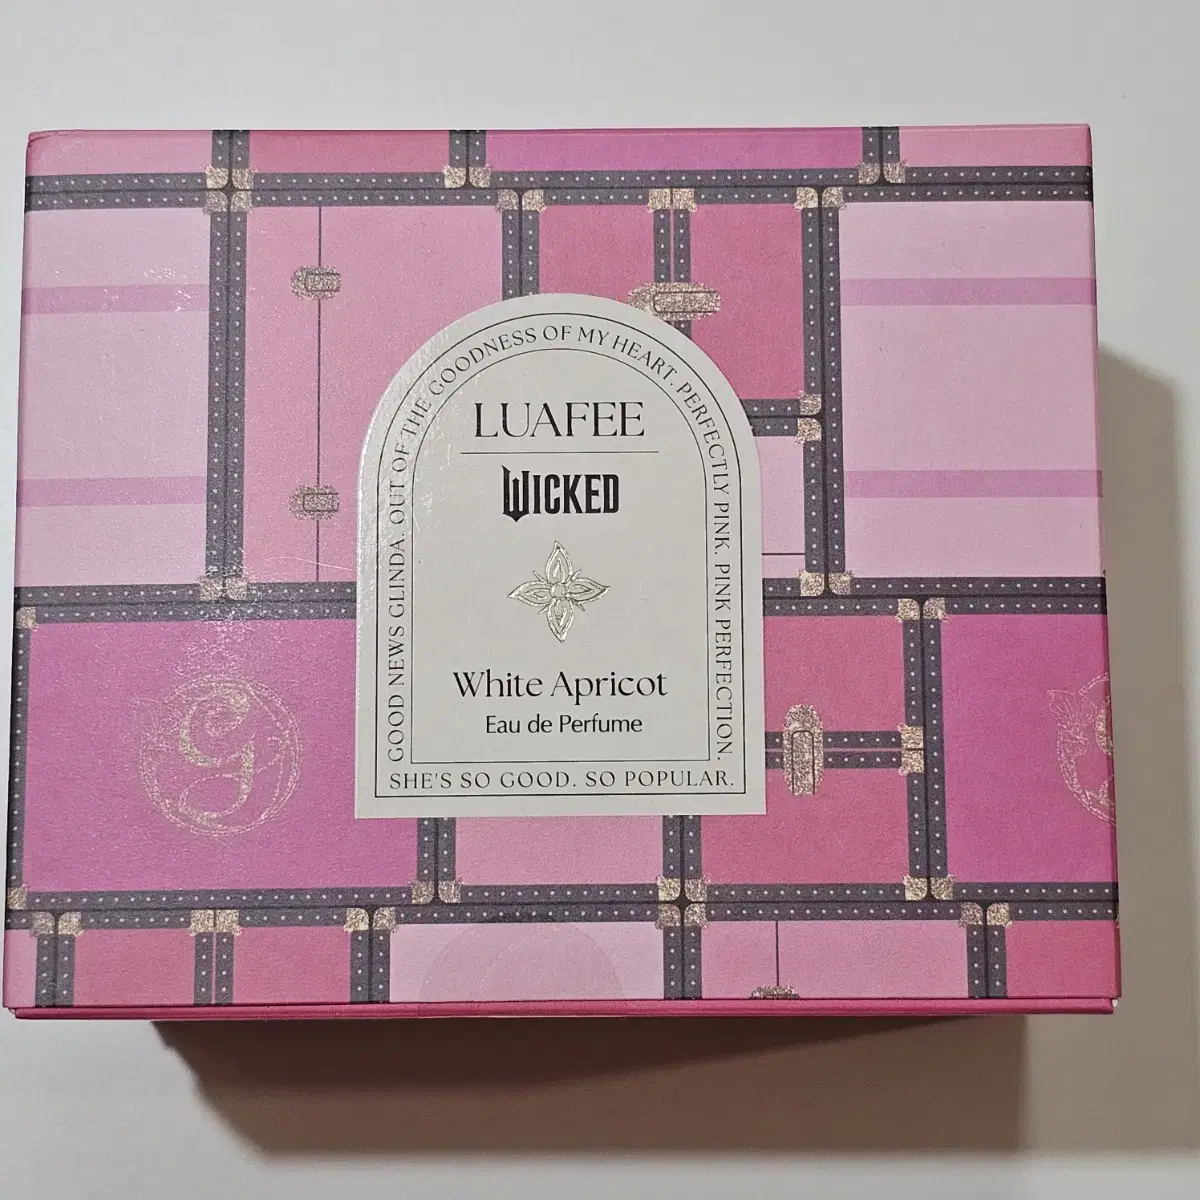 GOOD NEWS GLINDA. OUT OF THE GOODNESS OF MY HEART. PERFECTLY PINK. PINK PERFECTION.
LUAFEE
WICKED
White Apricot
Eau de Perfume
SHE'S SO GOOD. SO POPULAR.
G